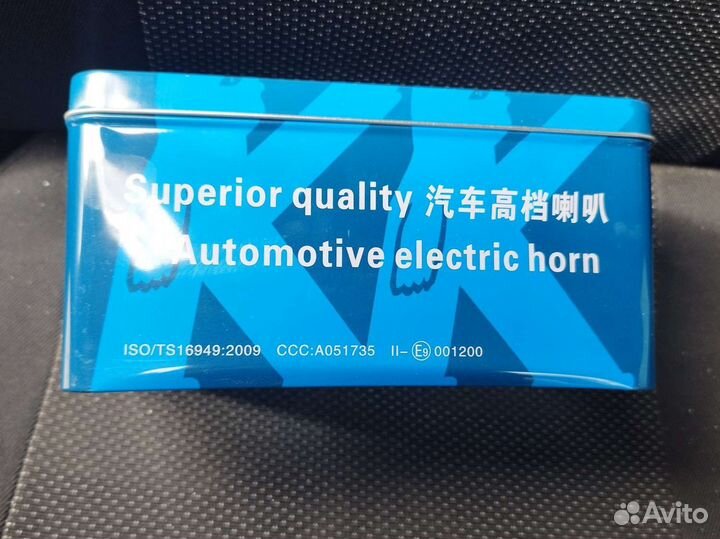 KK
Superior quality 汽车高档喇叭
Automotive electric horn
ISO/TS16949:2009 CCC:A051735 II-E9 001200
Avito